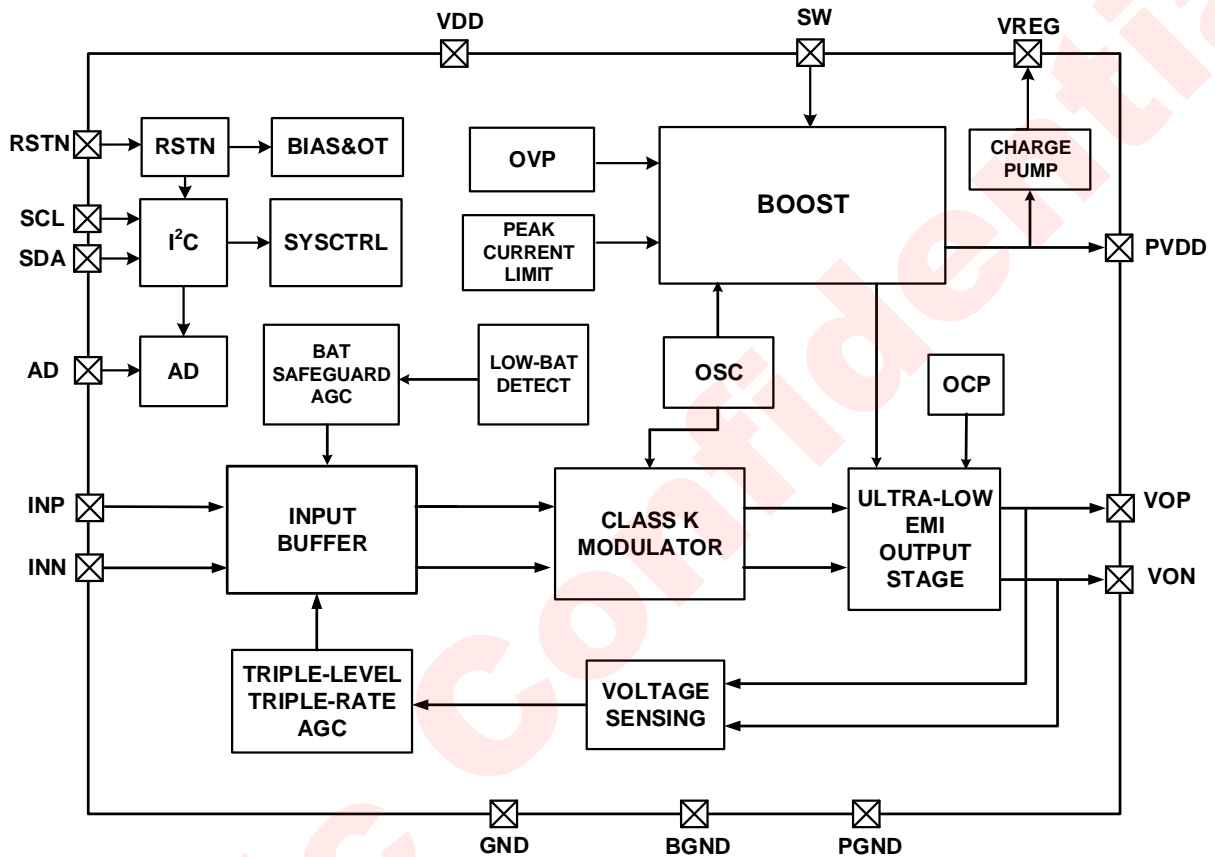 VDD
SW
VREG
RSTN
RSTN
BIAS&OT
OVP
BOOST
CHARGE
PUMP
SCL
SDA
I²C
SYSCTRL
PEAK
CURRENT
LIMIT
PVDD
AD
AD
BAT
SAFEGUARD
AGC
LOW-BAT
DETECT
OSC
OCP
INP
INN
INPUT
BUFFER
CLASS K
MODULATOR
ULTRA-LOW
EMI
OUTPUT
STAGE
VOP
VON
TRIPLE-LEVEL
TRIPLE-RATE
AGC
VOLTAGE
SENSING
GND
BGND
PGND
c Confidential